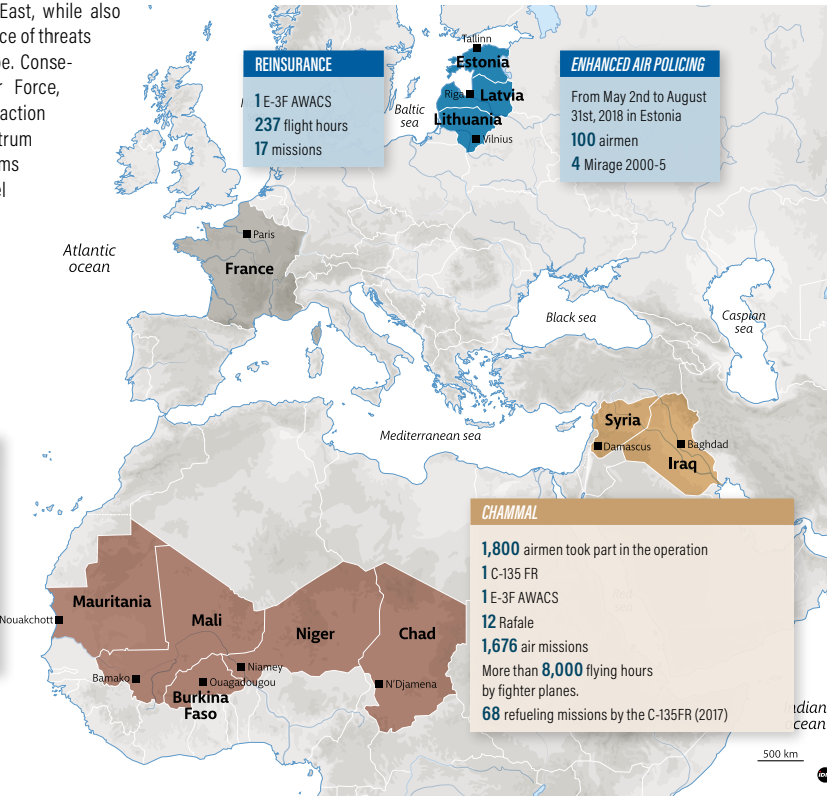 East, while also
ce of threats
e. Conse-
Force,
action
trum
ms
el
REINSURANCE
1 E-3F AWACS
237 flight hours
17 missions
ENHANCED AIR POLICING
From May 2nd to August
31st, 2018 in Estonia
100 airmen
4 Mirage 2000-5
Tallinn
Estonia
Riga
Latvia
Lithuania
Vilnius
Baltic
sea
Paris
France
Atlantic
ocean
Black sea
Caspian
sea
Mediterranean sea
Syria
Damascus
Baghdad
Iraq
CHAMMAL
1,800 airmen took part in the operation
1 C-135 FR
1 E-3F AWACS
12 Rafale
1,676 air missions
More than 8,000 flying hours
by fighter planes.
68 refueling missions by the C-135FR (2017)
Red
sea
Mauritania
Nouakchott
Mali
Niger
Chad
Bamako
Niamey
Ouagadougou
Burkina
Faso
N'Djamena
ndian
cean
500 km